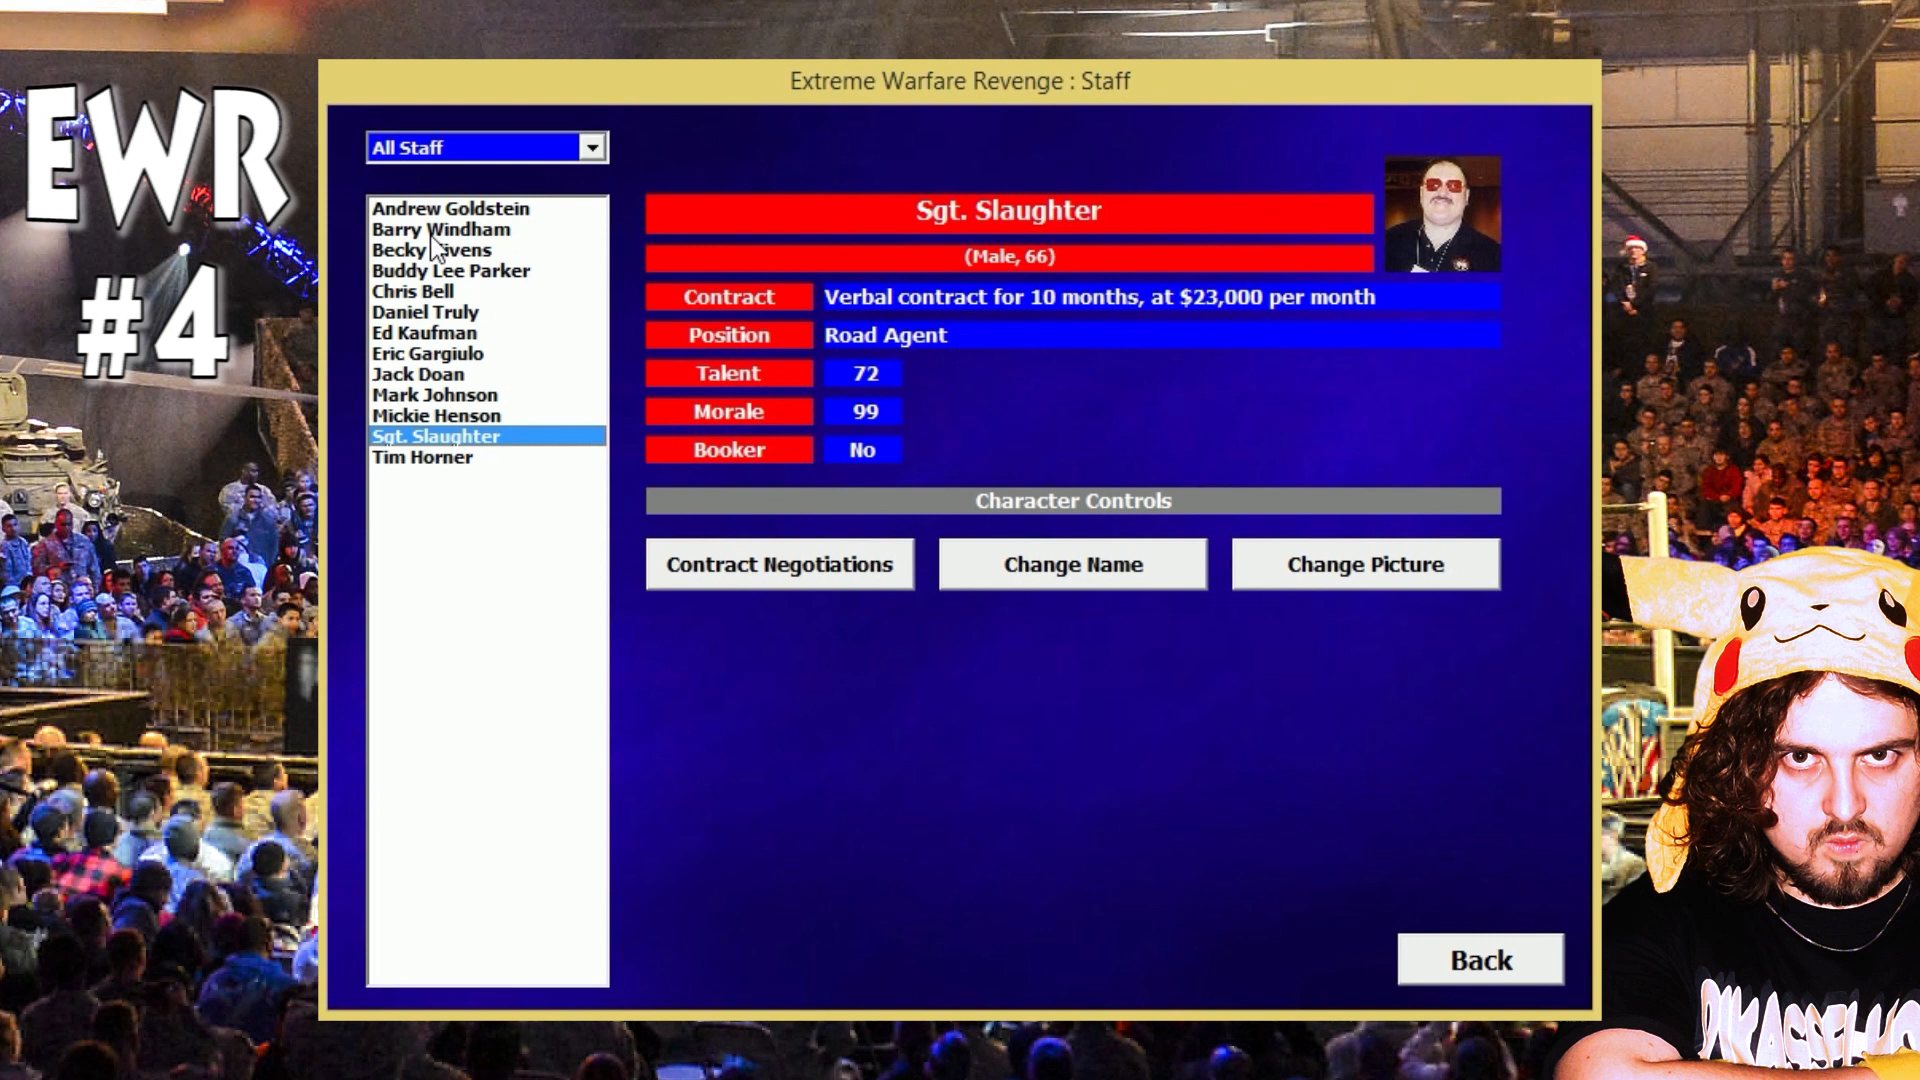 EWR
#4
Extreme Warfare Revenge : Staff
All Staff
Andrew Goldstein
Barry Windham
Becky
Buddy Lee Parker
Chris Bell
Daniel Truly
Ed Kaufman
Eric Gargiulo
Jack Doan
Mark Johnson
Mickie Henson
Sgt. Slaughter
Tim Horner
Sgt. Slaughter
(Male, 66)
Contract
Verbal contract for 10 months, at $23,000 per month
Position
Road Agent
Talent
72
Morale
99
Booker
No
Character Controls
Contract Negotiations
Change Name
Change Picture
Back